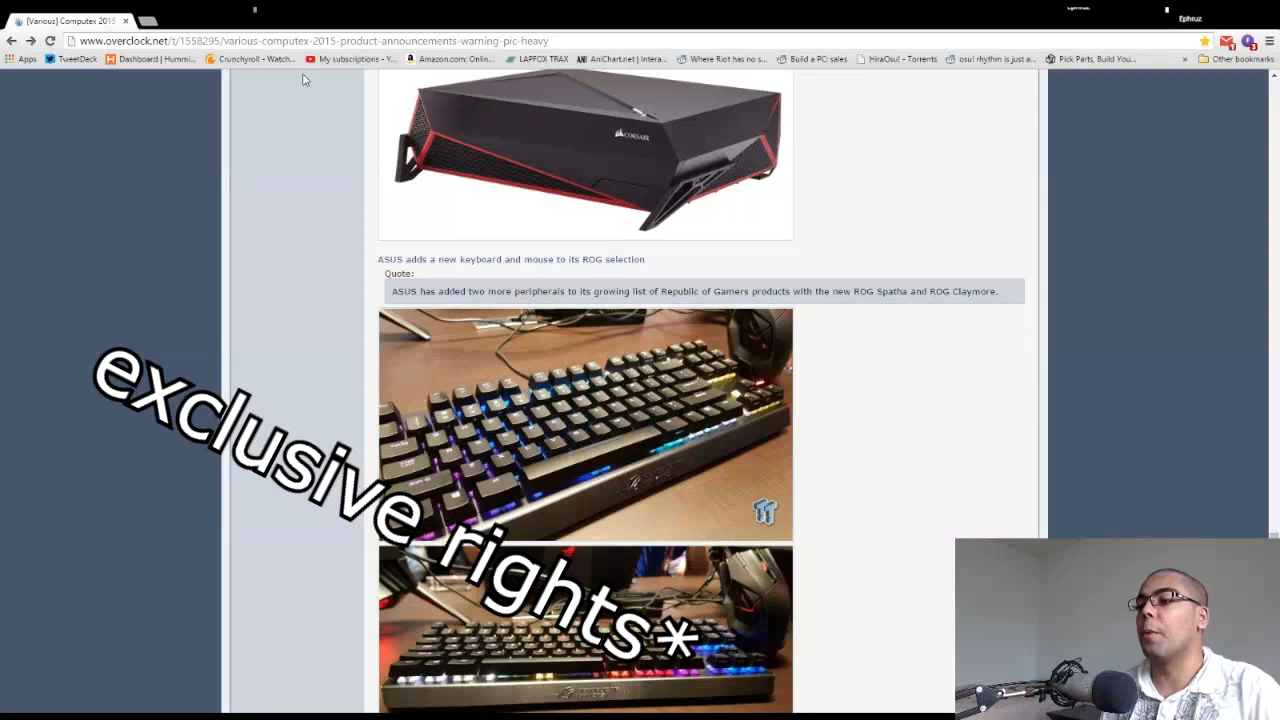 Ephruz
[Various] Computex 2015
www.overclock.net/t/1558295/various-computex-2015-product-announcements-warning-pic-heavy
Apps TweetDeck Dashboard | Hummi... Crunchyroll - Watch... My subscriptions - Y... Amazon.com: Onlin... LAPFOX TRAX AniChart.net | Intera... Where Riot has no s... Build a PC: sales HiraOsu! - Torrents osu! rhythm is just a... Pick Parts, Build You... » Other bookmarks
CORSAIR
ASUS adds a new keyboard and mouse to its ROG selection
Quote:
ASUS has added two more peripherals to its growing list of Republic of Gamers products with the new ROG Spatha and ROG Claymore.
exclusive rights*
TT